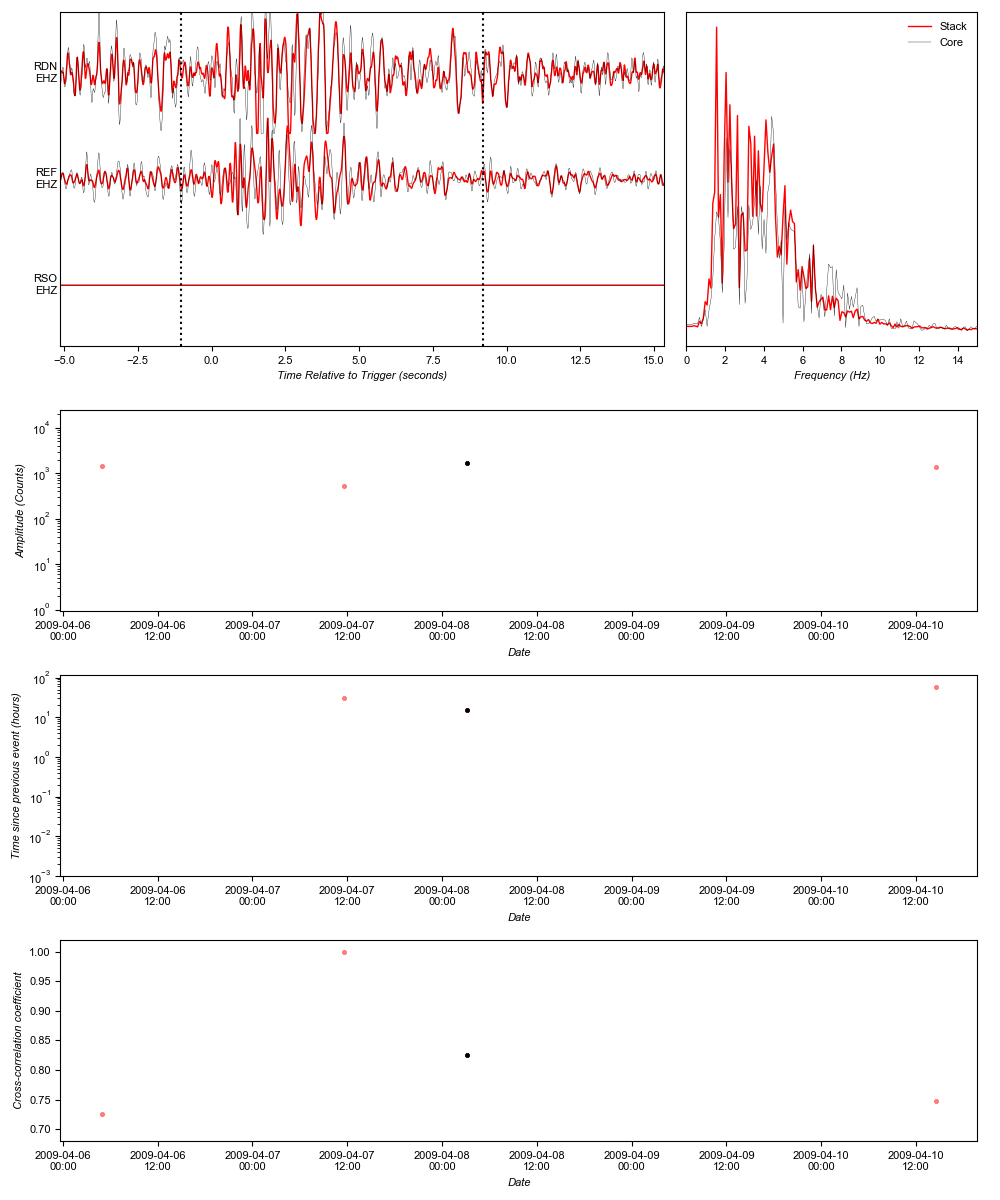 RDN
EHZ
REF
EHZ
RSO
EHZ
−5.0 −2.5 0.0 2.5 5.0 7.5 10.0 12.5 15.0
Time Relative to Trigger (seconds)
Stack
Core
0 2 4 6 8 10 12 14
Frequency (Hz)
Amplitude (Counts)
10^4
10^3
10^2
10^1
10^0
2009-04-06 2009-04-06 2009-04-07 2009-04-07 2009-04-08 2009-04-08 2009-04-09 2009-04-09 2009-04-10 2009-04-10
00:00 12:00 00:00 12:00 00:00 12:00 00:00 12:00 00:00 12:00
Date
Time since previous event (hours)
10^2
10^1
10^0
10^−1
10^−2
10^−3
2009-04-06 2009-04-06 2009-04-07 2009-04-07 2009-04-08 2009-04-08 2009-04-09 2009-04-09 2009-04-10 2009-04-10
00:00 12:00 00:00 12:00 00:00 12:00 00:00 12:00 00:00 12:00
Date
Cross-correlation coefficient
1.00
0.95
0.90
0.85
0.80
0.75
0.70
2009-04-06 2009-04-06 2009-04-07 2009-04-07 2009-04-08 2009-04-08 2009-04-09 2009-04-09 2009-04-10 2009-04-10
00:00 12:00 00:00 12:00 00:00 12:00 00:00 12:00 00:00 12:00
Date